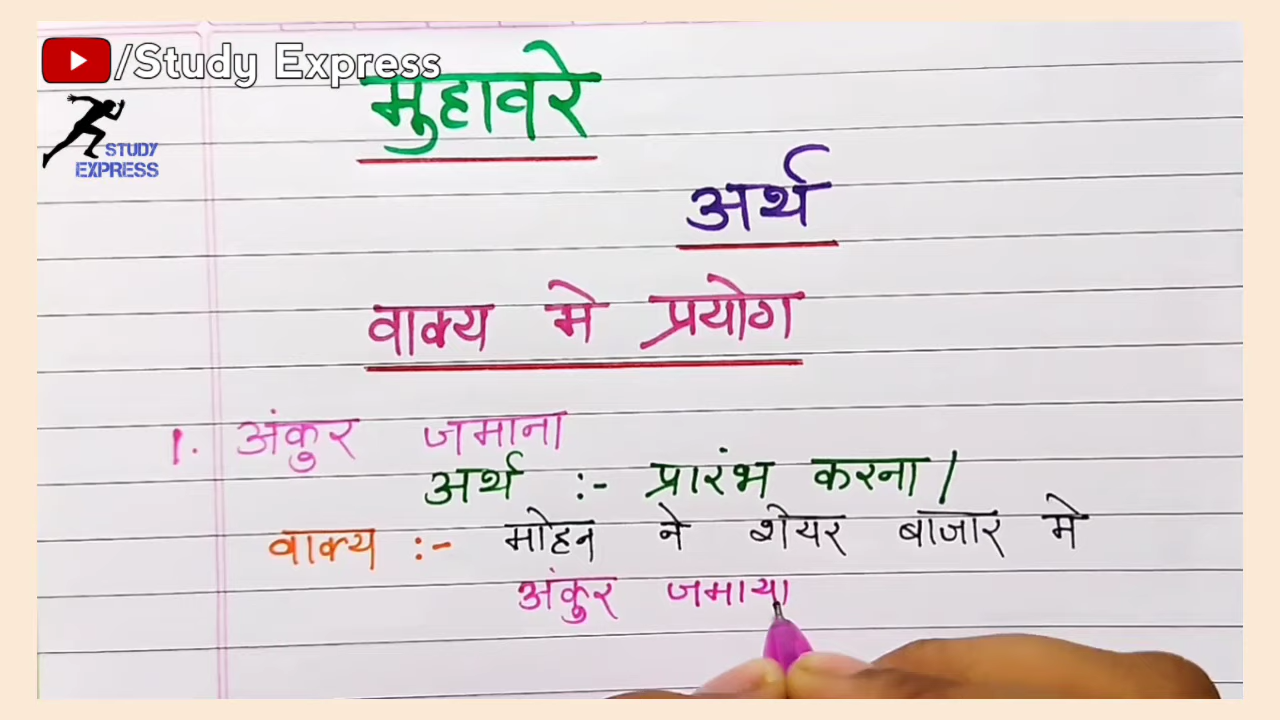 /Study Express
STUDY
EXPRESS
मुहावरे
अर्थ
वाक्य मे प्रयोग
1. अंकुर जमाना
अर्थ :- प्रारंभ करना।
वाक्य :- मोहन ने शेयर बाजार मे
अंकुर जमाया